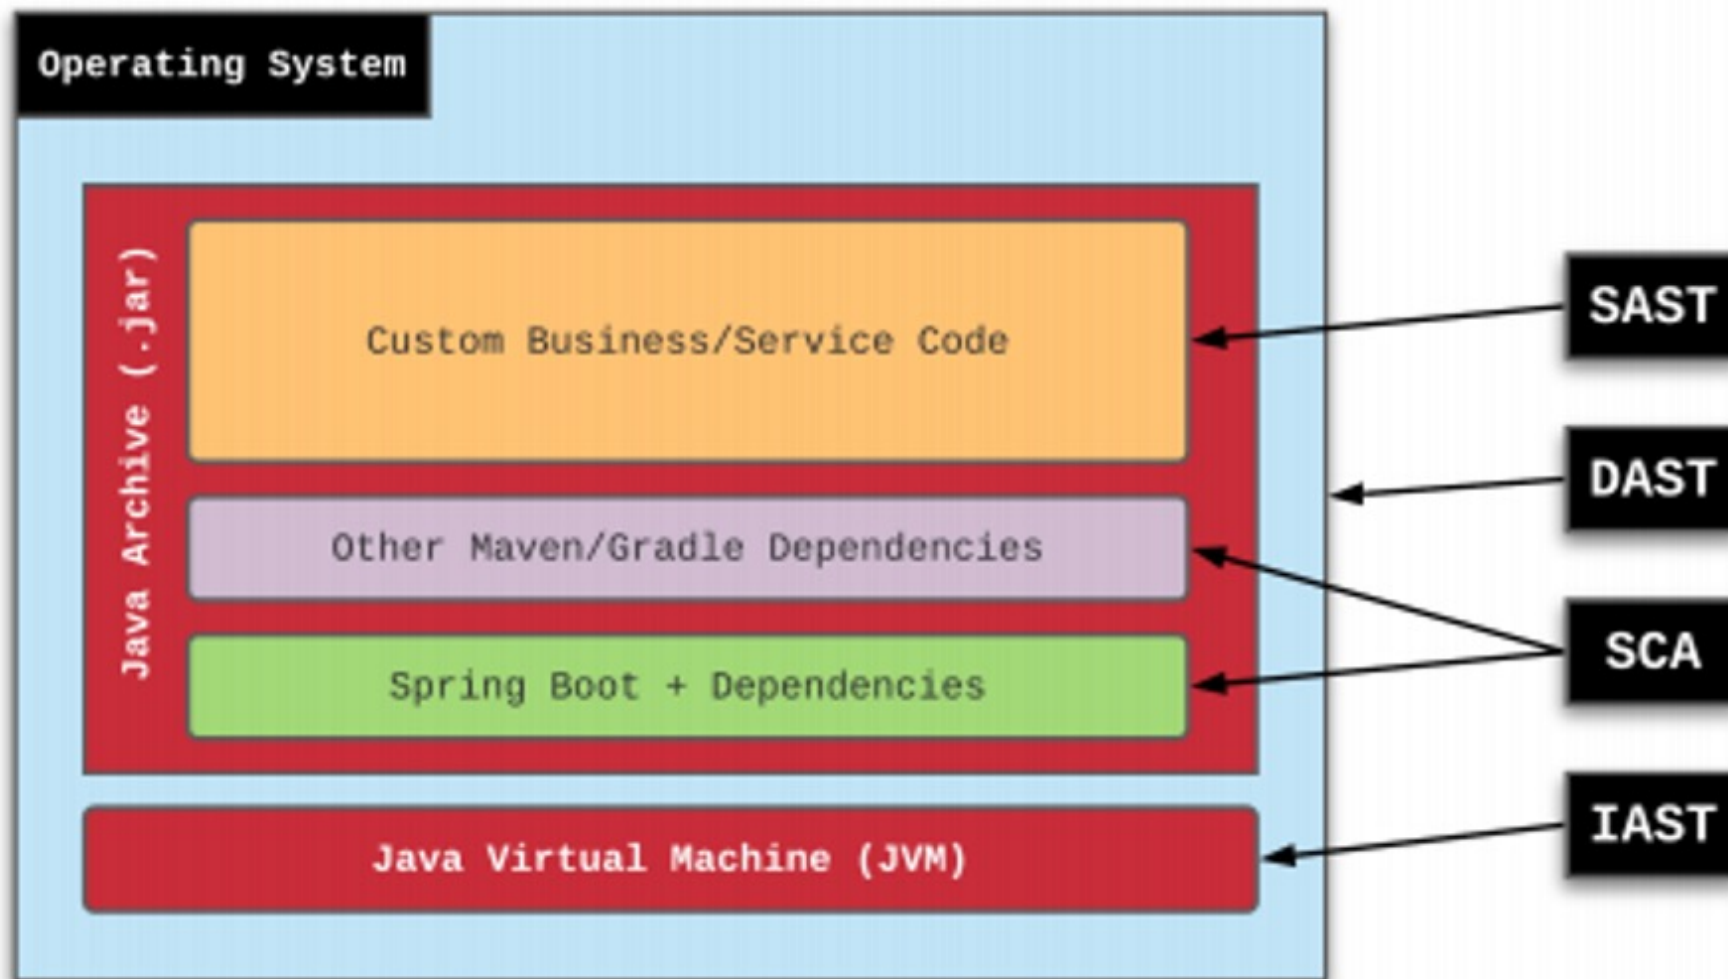 Operating System
Java Archive (.jar)
Custom Business/Service Code
Other Maven/Gradle Dependencies
Spring Boot + Dependencies
Java Virtual Machine (JVM)
SAST
DAST
SCA
IAST